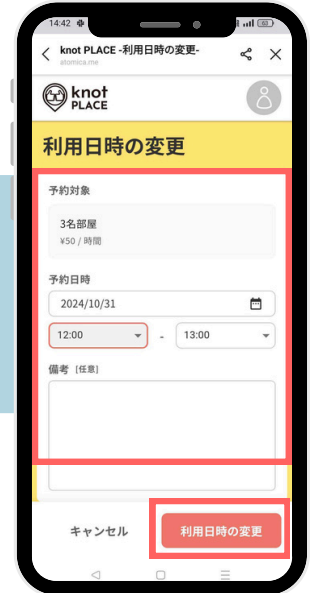 14:42
knot PLACE -利用日時の変更-
atomica.me
knot
PLACE
利用日時の変更
予約対象
3名部屋
¥50 / 時間
予約日時
2024/10/31
12:00 - 13:00
備考 [任意]
キャンセル 利用日時の変更